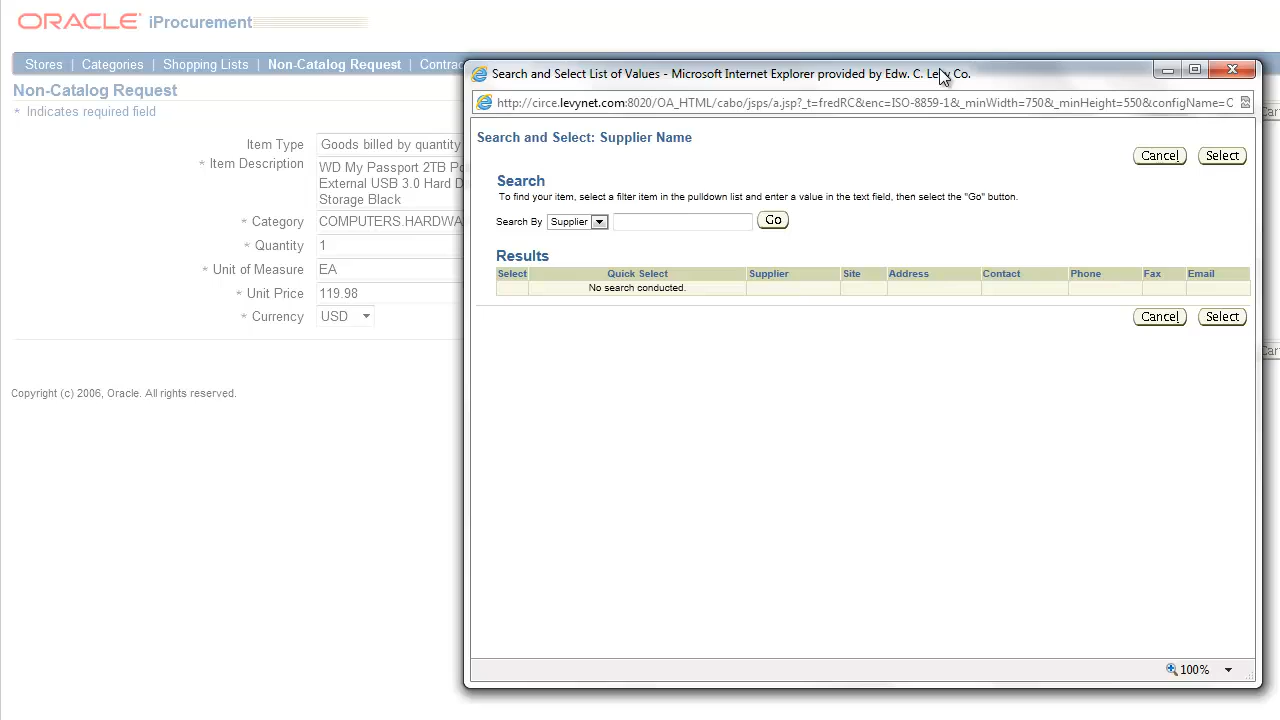 ORACLE iProcurement
Stores | Categories | Shopping Lists | Non-Catalog Request |
Non-Catalog Request
* Indicates required field
Item Type Goods billed by quantity
* Item Description WD My Passport 2TB
External USB 3.0 Hard
Storage Black
* Category
* Quantity 1
* Unit of Measure EA
* Unit Price 119.98
* Currency USD
Copyright (c) 2006, Oracle. All rights reserved.
Search and Select List of Values - Microsoft Internet Explorer provided by Edw. C. Levy Co.
http://circe.levynet.com:8020/OA_HTML/cabo/jsps/a.jsp?_t=fredRC&enc=ISO-8859-1&_minWidth=750&_minHeight=550&configName=O
Search and Select: Supplier Name
Cancel Select
Search
To find your item, select a filter item in the pulldown list and enter a value in the text field, then select the "Go" button.
Search By Supplier Go
Results
Select Quick Select Supplier Site Address Contact Phone Fax Email
No search conducted.
Cancel Select
100%